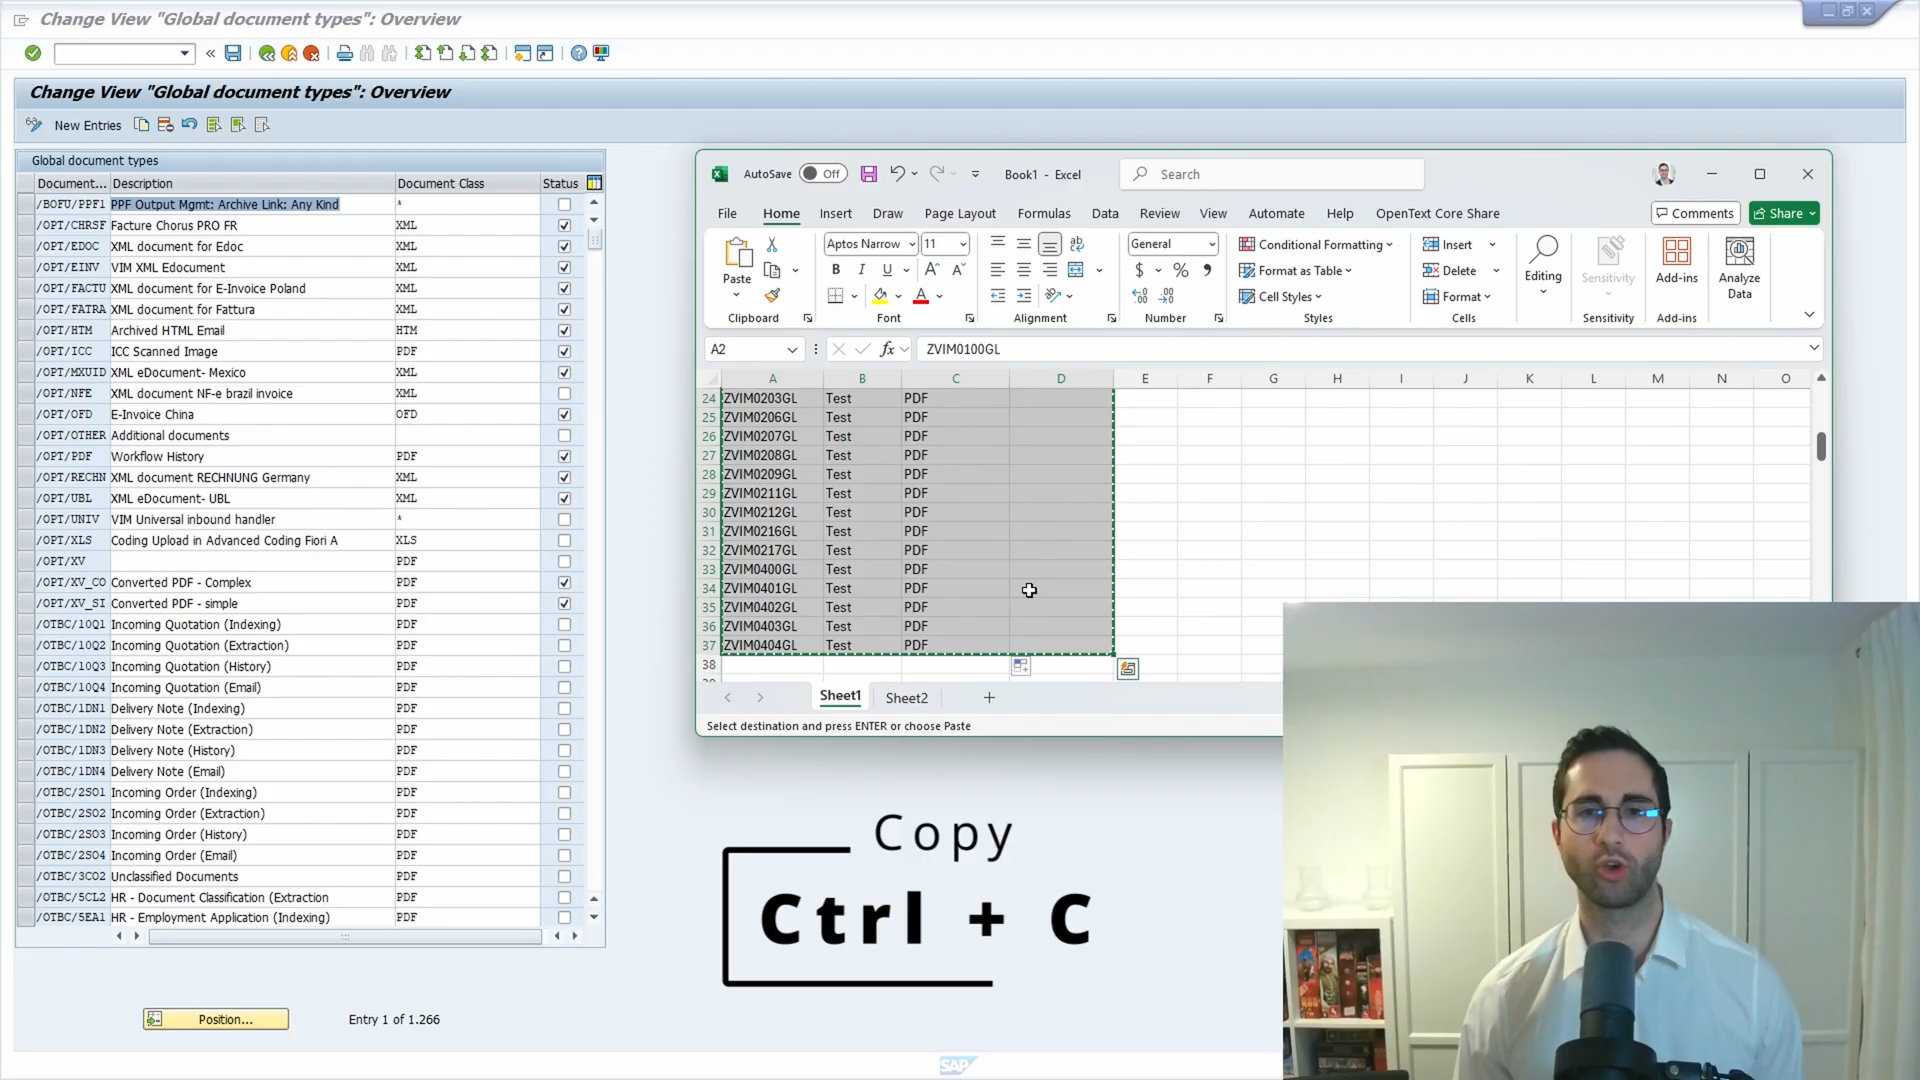 Change View "Global document types": Overview
Change View "Global document types": Overview
New Entries
Global document types
Document... Description Document Class Status
/BOFU/PPF1 PPF Output Mgmt: Archive Link: Any Kind *
/OPT/CHRSF Facture Chorus PRO FR XML
/OPT/EDOC XML document for Edoc XML
/OPT/EINV VIM XML Edocument XML
/OPT/FACTU XML document for E-Invoice Poland XML
/OPT/FATRA XML document for Fattura XML
/OPT/HTM Archived HTML Email HTM
/OPT/ICC ICC Scanned Image PDF
/OPT/MXUID XML eDocument- Mexico XML
/OPT/NFE XML document NF-e brazil invoice XML
/OPT/OFD E-Invoice China OFD
/OPT/OTHER Additional documents
/OPT/PDF Workflow History PDF
/OPT/RECHN XML document RECHNUNG Germany XML
/OPT/UBL XML eDocument- UBL XML
/OPT/UNIV VIM Universal inbound handler *
/OPT/XLS Coding Upload in Advanced Coding Fiori A XLS
/OPT/XV PDF
/OPT/XV_CO Converted PDF - Complex PDF
/OPT/XV_SI Converted PDF - simple PDF
/OTBC/10Q1 Incoming Quotation (Indexing) PDF
/OTBC/10Q2 Incoming Quotation (Extraction) PDF
/OTBC/10Q3 Incoming Quotation (History) PDF
/OTBC/10Q4 Incoming Quotation (Email) PDF
/OTBC/1DN1 Delivery Note (Indexing) PDF
/OTBC/1DN2 Delivery Note (Extraction) PDF
/OTBC/1DN3 Delivery Note (History) PDF
/OTBC/1DN4 Delivery Note (Email) PDF
/OTBC/2SO1 Incoming Order (Indexing) PDF
/OTBC/2SO2 Incoming Order (Extraction) PDF
/OTBC/2SO3 Incoming Order (History) PDF
/OTBC/2SO4 Incoming Order (Email) PDF
/OTBC/3CO2 Unclassified Documents PDF
/OTBC/5CL2 HR - Document Classification (Extraction PDF
/OTBC/5EA1 HR - Employment Application (Indexing) PDF
Position...
Entry 1 of 1.266
AutoSave Off Book1 - Excel Search
File Home Insert Draw Page Layout Formulas Data Review View Automate Help OpenText Core Share Comments Share
Paste Aptos Narrow 11 ab General Conditional Formatting Insert Editing Sensitivity Add-ins Analyze Data
B I U A A $ % Format as Table Delete
A Cell Styles Format
Clipboard Font Alignment Number Styles Cells Sensitivity Add-ins
A2 fx ZVIM0100GL
A B C D E F G H I J K L M N O
24 ZVIM0203GL Test PDF
25 ZVIM0206GL Test PDF
26 ZVIM0207GL Test PDF
27 ZVIM0208GL Test PDF
28 ZVIM0209GL Test PDF
29 ZVIM0211GL Test PDF
30 ZVIM0212GL Test PDF
31 ZVIM0216GL Test PDF
32 ZVIM0217GL Test PDF
33 ZVIM0400GL Test PDF
34 ZVIM0401GL Test PDF
35 ZVIM0402GL Test PDF
36 ZVIM0403GL Test PDF
37 ZVIM0404GL Test PDF
38
Sheet1 Sheet2
Select destination and press ENTER or choose Paste
Copy
Ctrl + C
SAP